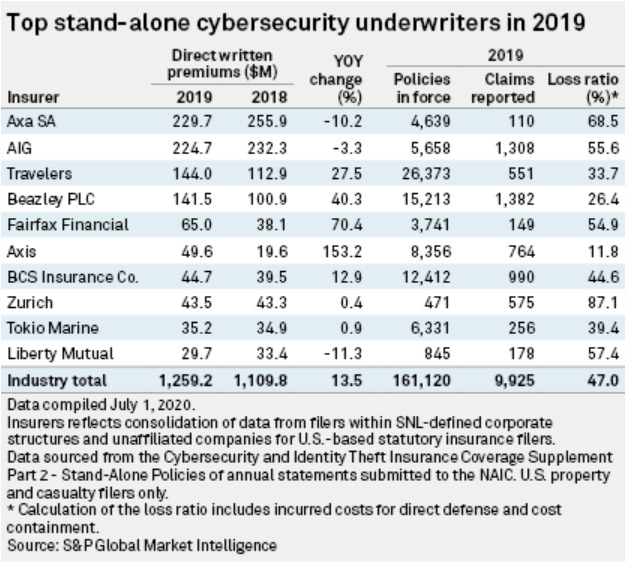 Top stand-alone cybersecurity underwriters in 2019
Direct written premiums ($M) YOY change (%) 2019
Insurer 2019 2018 Policies in force Claims reported Loss ratio (%)*
Axa SA 229.7 255.9 -10.2 4,639 110 68.5
AIG 224.7 232.3 -3.3 5,658 1,308 55.6
Travelers 144.0 112.9 27.5 26,373 551 33.7
Beazley PLC 141.5 100.9 40.3 15,213 1,382 26.4
Fairfax Financial 65.0 38.1 70.4 3,741 149 54.9
Axis 49.6 19.6 153.2 8,356 764 11.8
BCS Insurance Co. 44.7 39.5 12.9 12,412 990 44.6
Zurich 43.5 43.3 0.4 471 575 87.1
Tokio Marine 35.2 34.9 0.9 6,331 256 39.4
Liberty Mutual 29.7 33.4 -11.3 845 178 57.4
Industry total 1,259.2 1,109.8 13.5 161,120 9,925 47.0
Data compiled July 1, 2020.
Insurers reflects consolidation of data from filers within SNL-defined corporate
structures and unaffiliated companies for U.S.-based statutory insurance filers.
Data sourced from the Cybersecurity and Identity Theft Insurance Coverage Supplement
Part 2 - Stand-Alone Policies of annual statements submitted to the NAIC. U.S. property
and casualty filers only.
* Calculation of the loss ratio includes incurred costs for direct defense and cost
containment.
Source: S&P Global Market Intelligence